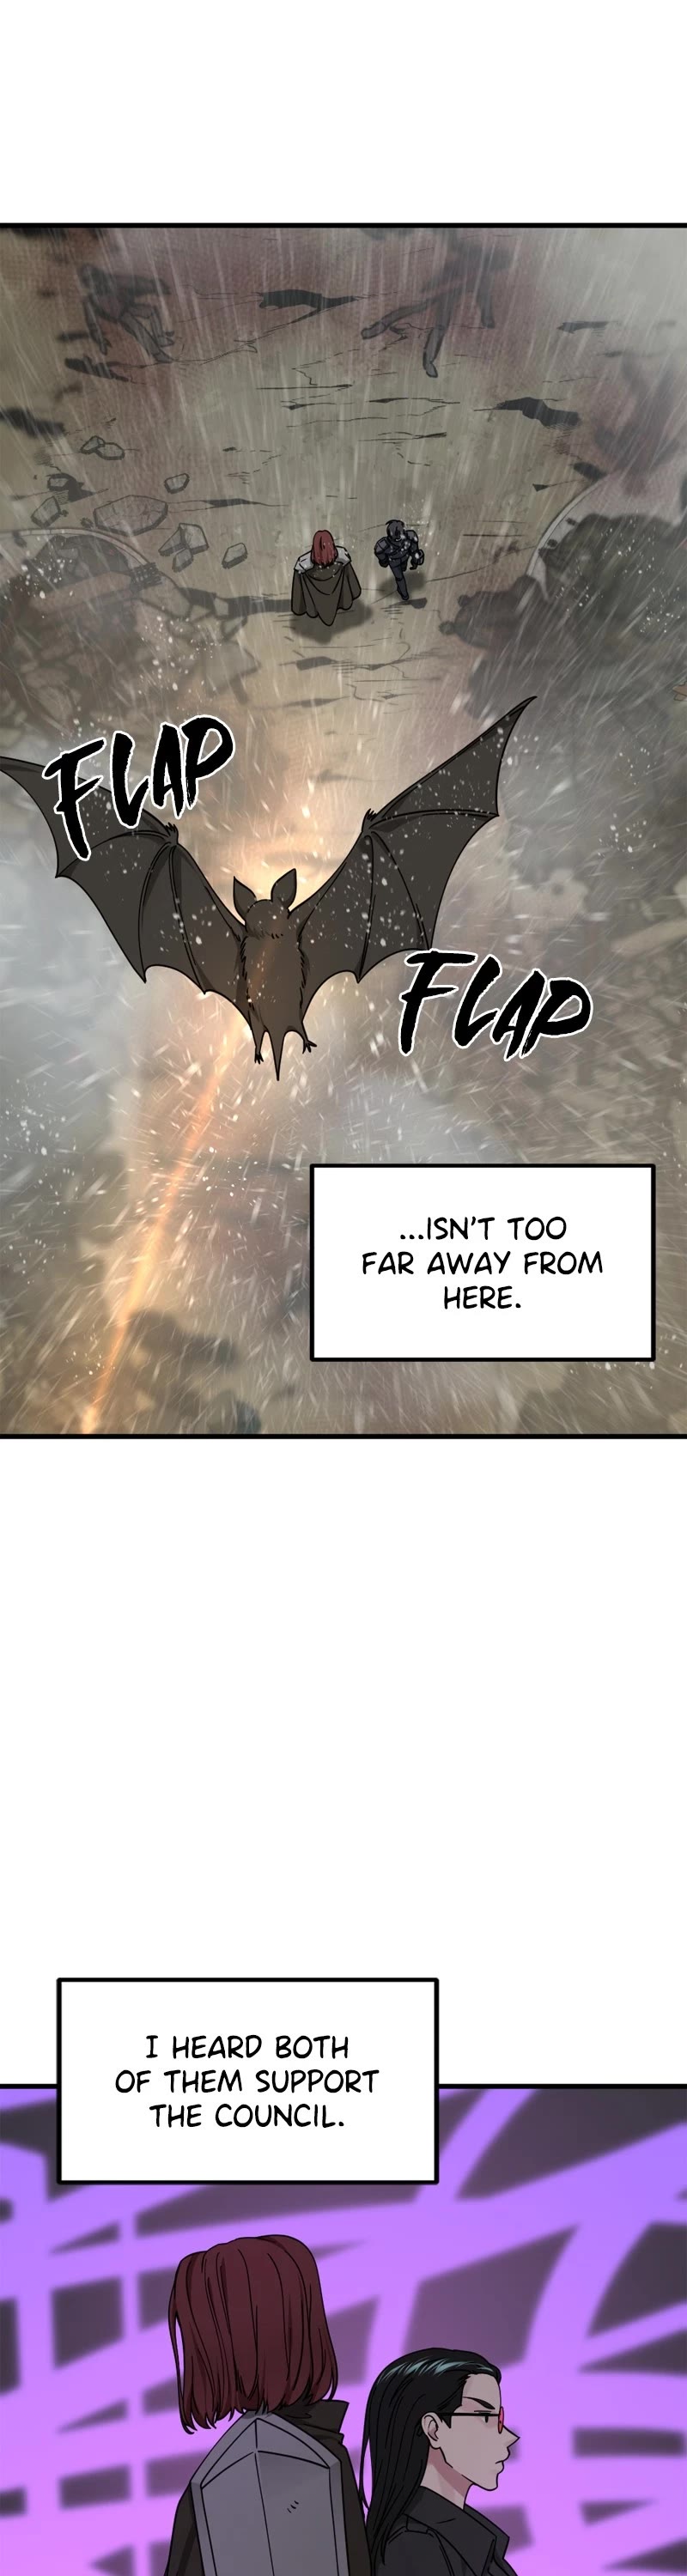 FLAP
FLAP
...ISN'T TOO
FAR AWAY FROM
HERE.
I HEARD BOTH
OF THEM SUPPORT
THE COUNCIL.